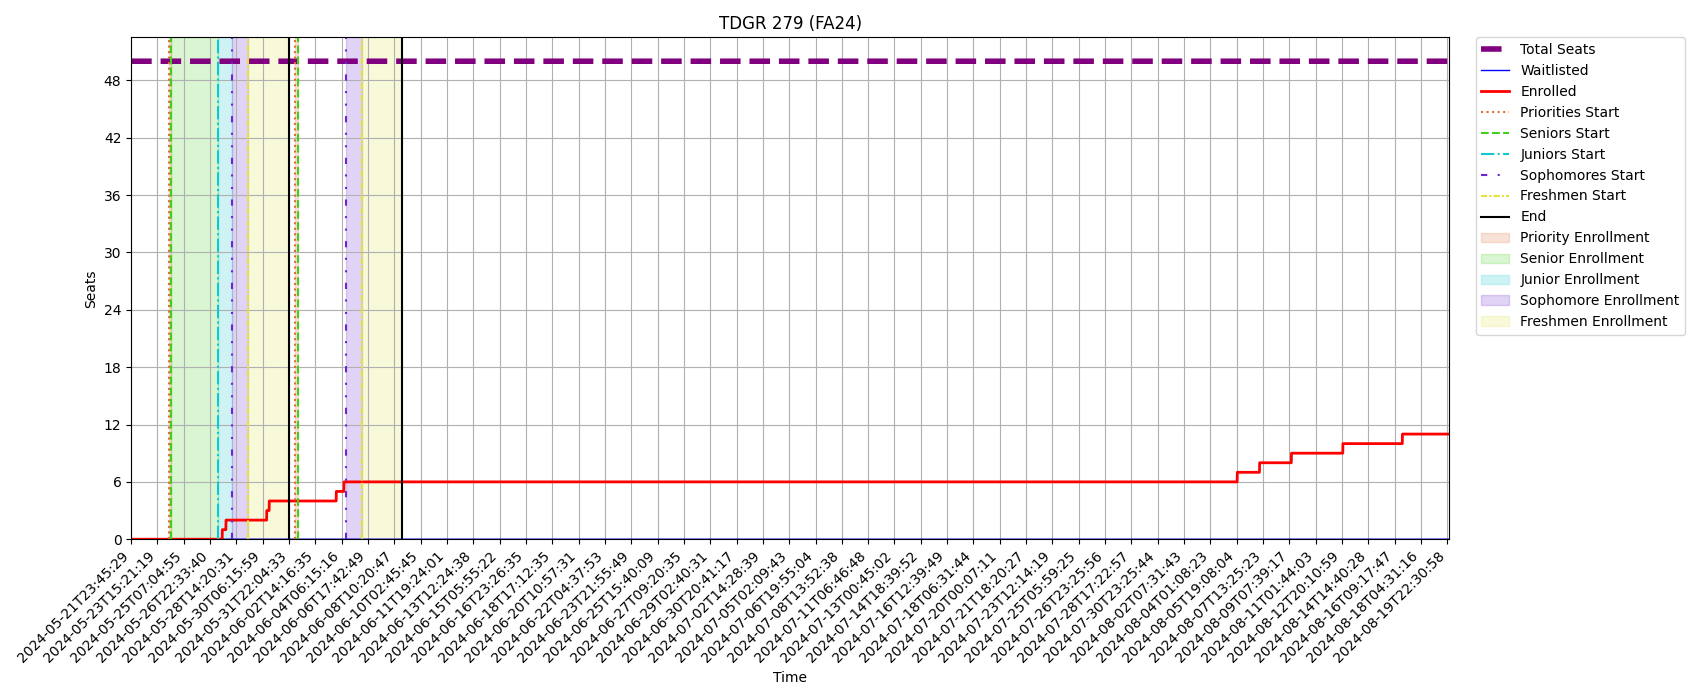 TDGR 279 (FA24)
Seats
48
42
36
30
24
18
12
6
0
2024-05-21T23:45:29
2024-05-23T15:21:19
2024-05-25T07:04:55
2024-05-26T22:33:40
2024-05-28T14:20:31
2024-05-30T06:15:59
2024-05-31T22:04:33
2024-06-02T14:16:35
2024-06-04T06:15:16
2024-06-06T17:42:49
2024-06-08T10:20:47
2024-06-10T02:45:45
2024-06-11T19:24:01
2024-06-13T12:24:38
2024-06-15T05:55:22
2024-06-16T23:26:35
2024-06-18T17:12:35
2024-06-20T10:57:31
2024-06-22T04:37:53
2024-06-23T21:55:49
2024-06-25T15:40:09
2024-06-27T09:20:35
2024-06-29T02:40:31
2024-06-30T20:41:17
2024-07-02T14:28:39
2024-07-05T02:09:43
2024-07-06T19:55:04
2024-07-08T13:52:38
2024-07-11T06:46:48
2024-07-13T00:45:02
2024-07-14T18:39:52
2024-07-16T12:39:49
2024-07-18T06:31:44
2024-07-20T00:07:11
2024-07-21T18:20:27
2024-07-23T12:14:19
2024-07-25T05:59:25
2024-07-26T23:25:56
2024-07-28T17:22:57
2024-07-30T23:25:44
2024-08-02T07:31:43
2024-08-04T01:08:23
2024-08-05T19:08:04
2024-08-07T13:25:23
2024-08-09T07:39:17
2024-08-11T01:44:03
2024-08-12T20:10:59
2024-08-14T14:40:28
2024-08-16T09:17:47
2024-08-18T04:31:16
2024-08-19T22:30:58
Time
Total Seats
Waitlisted
Enrolled
Priorities Start
Seniors Start
Juniors Start
Sophomores Start
Freshmen Start
End
Priority Enrollment
Senior Enrollment
Junior Enrollment
Sophomore Enrollment
Freshmen Enrollment